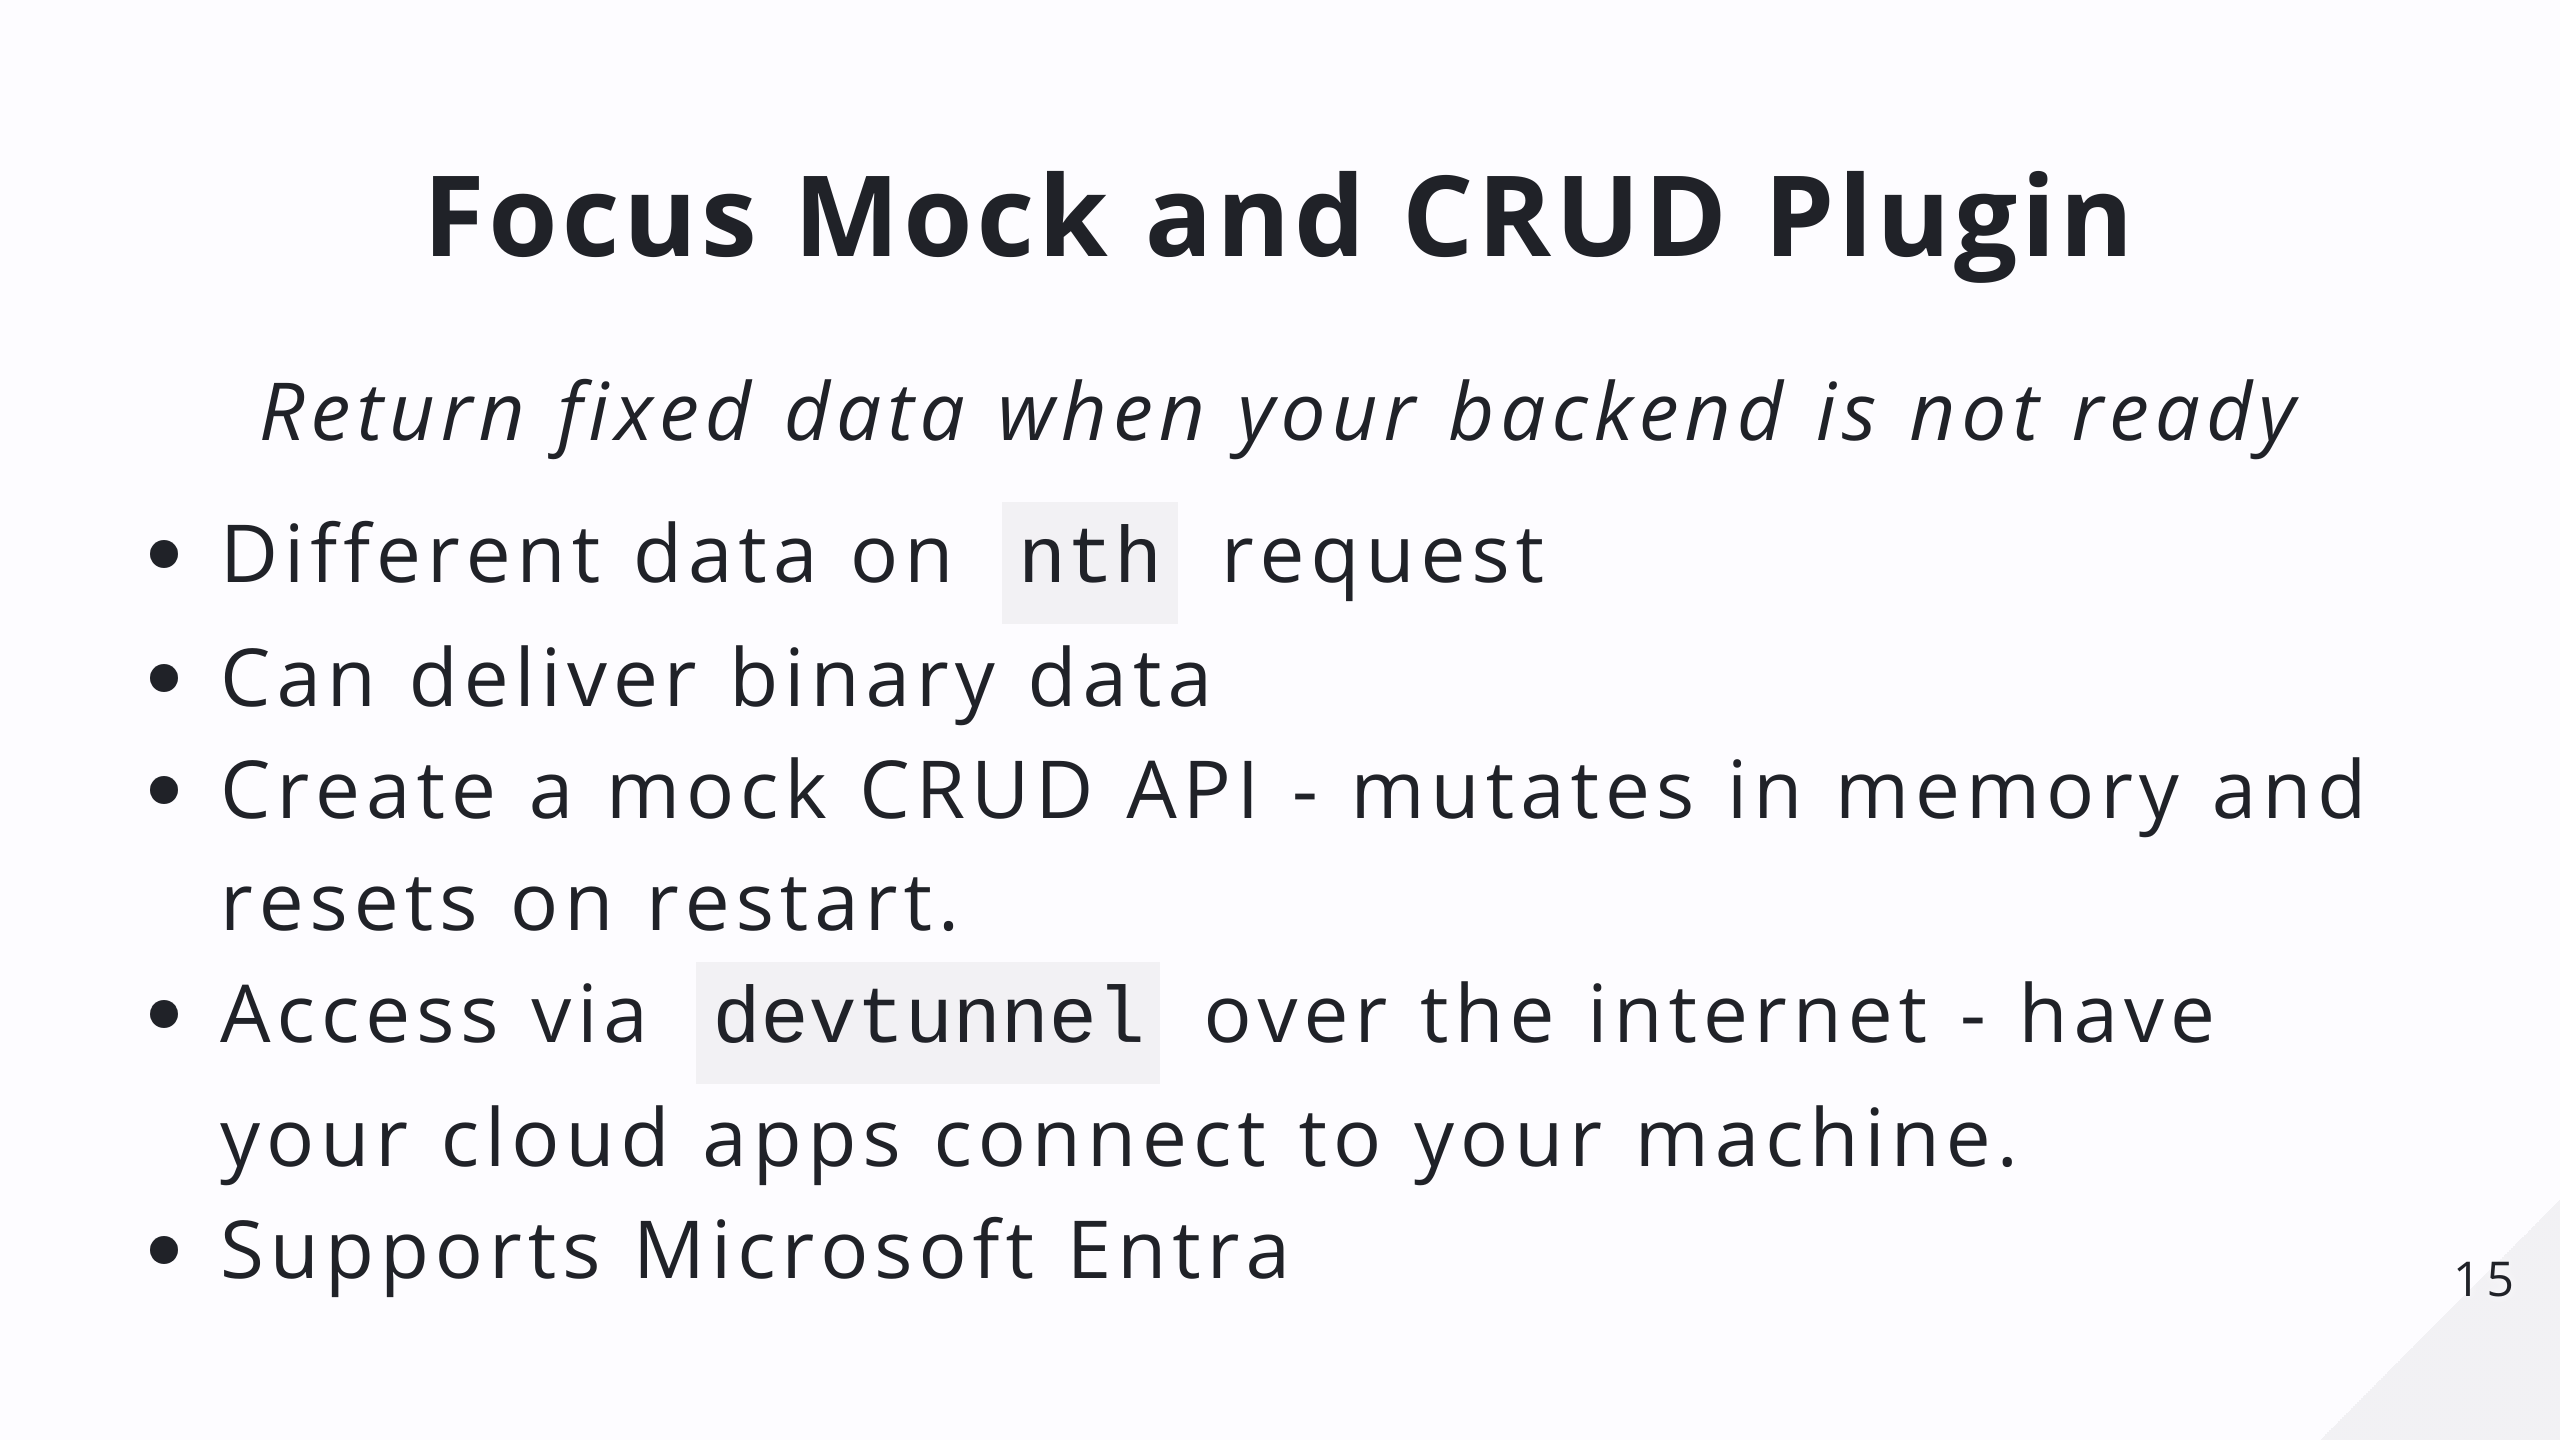 Focus Mock and CRUD Plugin
Return fixed data when your backend is not ready
Different data on nth request
Can deliver binary data
Create a mock CRUD API - mutates in memory and
resets on restart.
Access via devtunnel over the internet - have
your cloud apps connect to your machine.
Supports Microsoft Entra
15